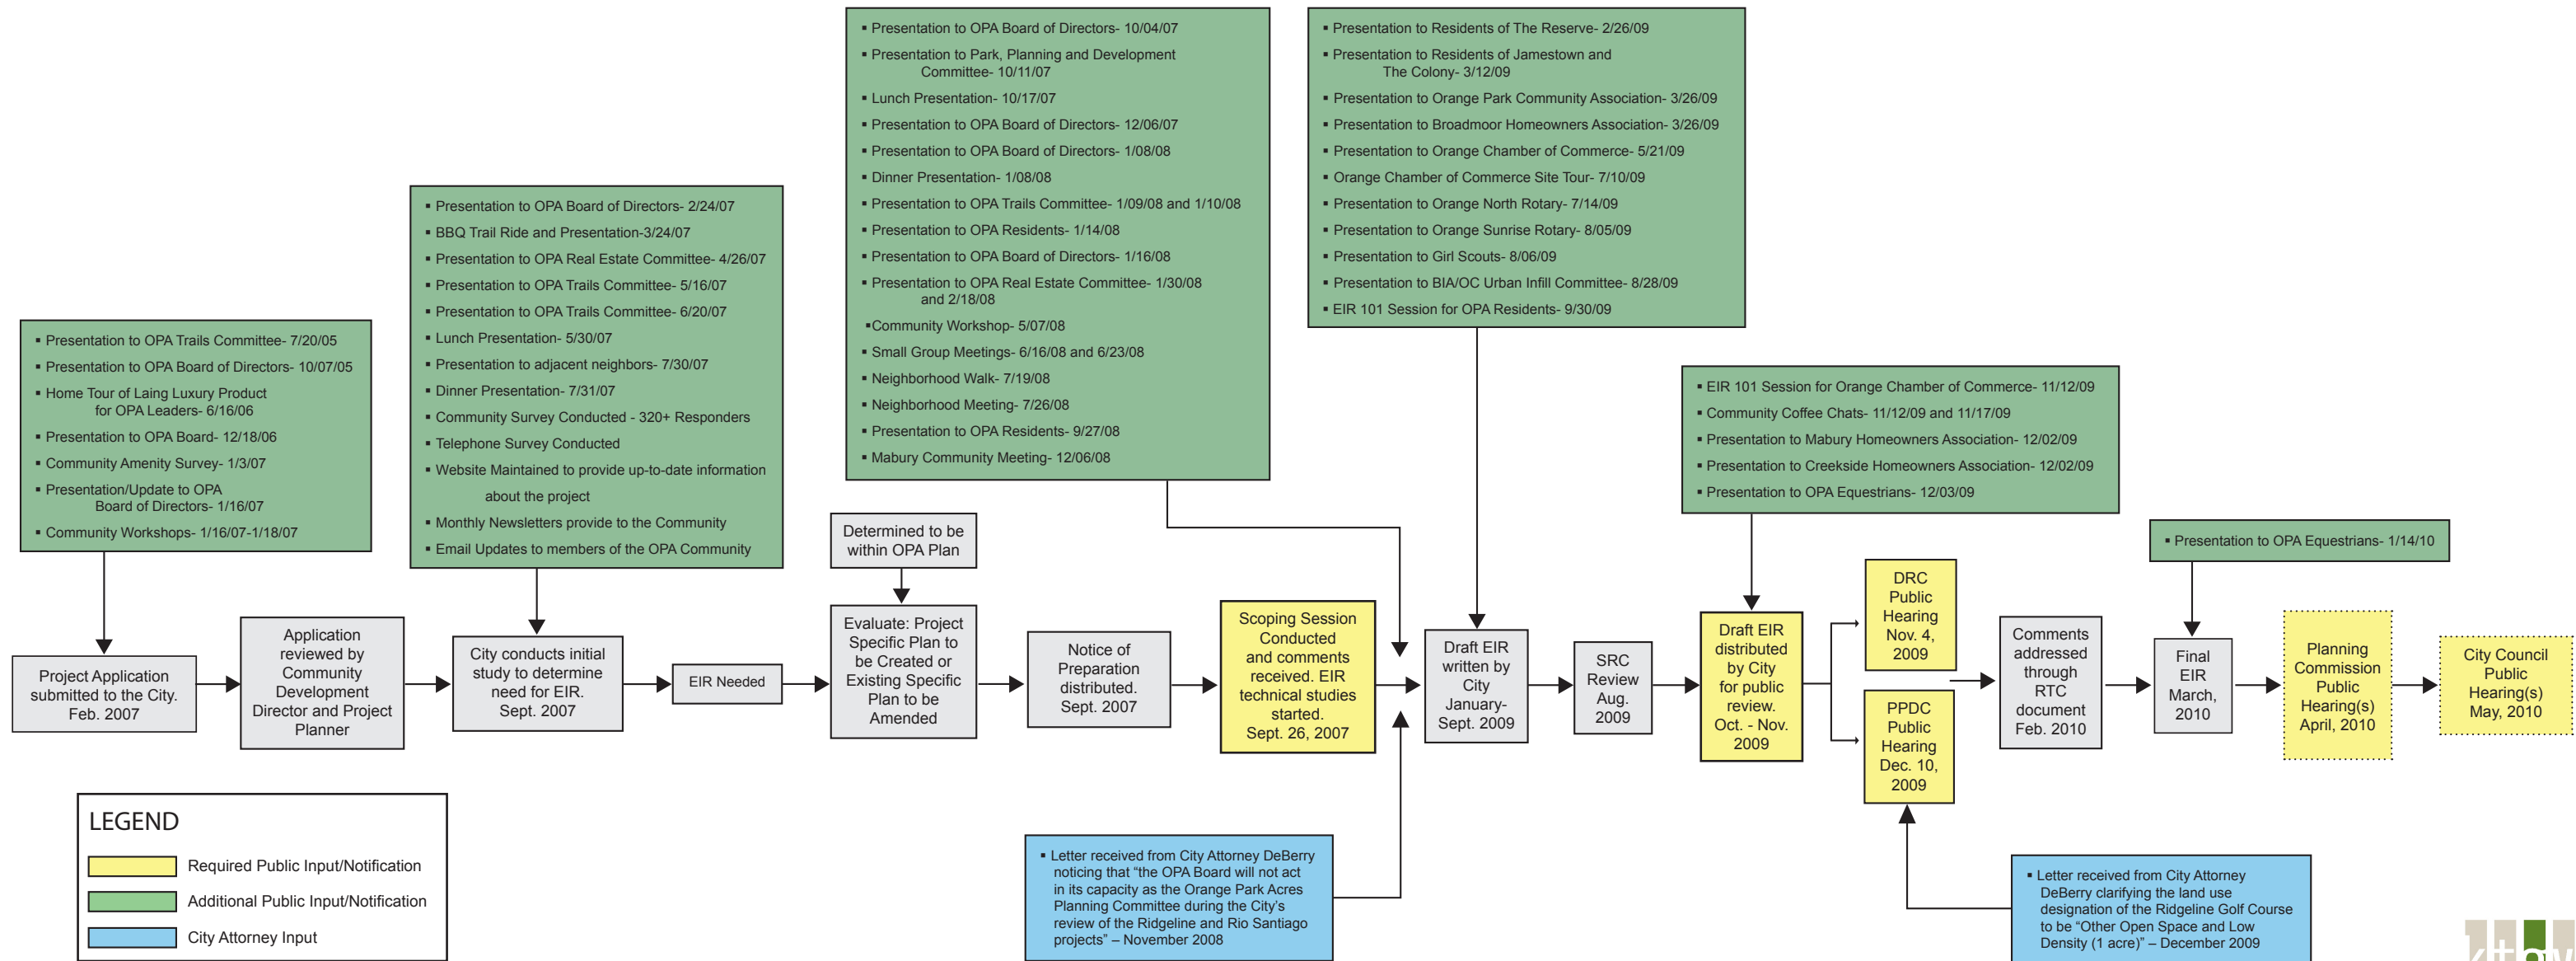 ▪ Presentation to OPA Trails Committee- 7/20/05
▪ Presentation to OPA Board of Directors- 10/07/05
▪ Home Tour of Laing Luxury Product
for OPA Leaders- 6/16/06
▪ Presentation to OPA Board- 12/18/06
▪ Community Amenity Survey- 1/3/07
▪ Presentation/Update to OPA
Board of Directors- 1/16/07
▪ Community Workshops- 1/16/07-1/18/07
▪ Presentation to OPA Board of Directors- 2/24/07
▪ BBQ Trail Ride and Presentation-3/24/07
▪ Presentation to OPA Real Estate Committee- 4/26/07
▪ Presentation to OPA Trails Committee- 5/16/07
▪ Presentation to OPA Trails Committee- 6/20/07
▪ Lunch Presentation- 5/30/07
▪ Presentation to adjacent neighbors- 7/30/07
▪ Dinner Presentation- 7/31/07
▪ Community Survey Conducted - 320+ Responders
▪ Telephone Survey Conducted
▪ Website Maintained to provide up-to-date information
about the project
▪ Monthly Newsletters provide to the Community
▪ Email Updates to members of the OPA Community
▪ Presentation to OPA Board of Directors- 10/04/07
▪ Presentation to Park, Planning and Development
Committee- 10/11/07
▪ Lunch Presentation- 10/17/07
▪ Presentation to OPA Board of Directors- 12/06/07
▪ Presentation to OPA Board of Directors- 1/08/08
▪ Dinner Presentation- 1/08/08
▪ Presentation to OPA Trails Committee- 1/09/08 and 1/10/08
▪ Presentation to OPA Residents- 1/14/08
▪ Presentation to OPA Board of Directors- 1/16/08
▪ Presentation to OPA Real Estate Committee- 1/30/08
and 2/18/08
▪Community Workshop- 5/07/08
▪ Small Group Meetings- 6/16/08 and 6/23/08
▪ Neighborhood Walk- 7/19/08
▪ Neighborhood Meeting- 7/26/08
▪ Presentation to OPA Residents- 9/27/08
▪ Mabury Community Meeting- 12/06/08
▪ Presentation to Residents of The Reserve- 2/26/09
▪ Presentation to Residents of Jamestown and
The Colony- 3/12/09
▪ Presentation to Orange Park Community Association- 3/26/09
▪ Presentation to Broadmoor Homeowners Association- 3/26/09
▪ Presentation to Orange Chamber of Commerce- 5/21/09
▪ Orange Chamber of Commerce Site Tour- 7/10/09
▪ Presentation to Orange North Rotary- 7/14/09
▪ Presentation to Orange Sunrise Rotary- 8/05/09
▪ Presentation to Girl Scouts- 8/06/09
▪ Presentation to BIA/OC Urban Infill Committee- 8/28/09
▪ EIR 101 Session for OPA Residents- 9/30/09
▪ EIR 101 Session for Orange Chamber of Commerce- 11/12/09
▪ Community Coffee Chats- 11/12/09 and 11/17/09
▪ Presentation to Mabury Homeowners Association- 12/02/09
▪ Presentation to Creekside Homeowners Association- 12/02/09
▪ Presentation to OPA Equestrians- 12/03/09
▪ Presentation to OPA Equestrians- 1/14/10
Project Application
submitted to the City.
Feb. 2007
Application
reviewed by
Community
Development
Director and Project
Planner
City conducts initial
study to determine
need for EIR.
Sept. 2007
EIR Needed
Determined to be
within OPA Plan
Evaluate: Project
Specific Plan to
be Created or
Existing Specific
Plan to be
Amended
Notice of
Preparation
distributed.
Sept. 2007
Scoping Session
Conducted
and comments
received. EIR
technical studies
started.
Sept. 26, 2007
Draft EIR
written by
City
January-
Sept. 2009
SRC
Review
Aug.
2009
Draft EIR
distributed
by City
for public
review.
Oct. - Nov.
2009
DRC
Public
Hearing
Nov. 4,
2009
PPDC
Public
Hearing
Dec. 10,
2009
Comments
addressed
through
RTC
document
Feb. 2010
Final
EIR
March,
2010
Planning
Commission
Public
Hearing(s)
April, 2010
City Council
Public
Hearing(s)
May, 2010
LEGEND
Required Public Input/Notification
Additional Public Input/Notification
City Attorney Input
▪ Letter received from City Attorney DeBerry
noticing that “the OPA Board will not act
in its capacity as the Orange Park Acres
Planning Committee during the City’s
review of the Ridgeline and Rio Santiago
projects” – November 2008
▪ Letter received from City Attorney
DeBerry clarifying the land use
designation of the Ridgeline Golf Course
to be “Other Open Space and Low
Density (1 acre)” – December 2009